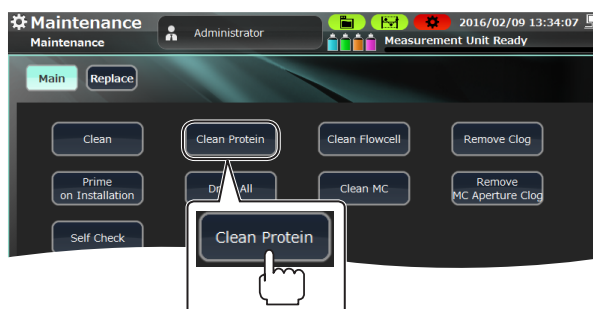 Maintenance
Administrator
2016/02/09 13:34:07
Maintenance
Measurement Unit Ready
Main
Replace
Clean
Clean Protein
Clean Flowcell
Remove Clog
Prime
on Installation
Clean MC
Remove
MC Aperture Clog
Self Check
Clean Protein